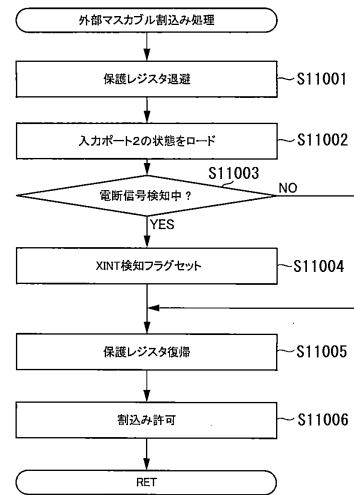 外部マスカブル割込み処理
保護レジスタ退避
S11001
入力ポート2の状態をロード
S11002
S11003
電断信号検知中?
NO
YES
XINT検知フラグセット
S11004
保護レジスタ復帰
S11005
割込み許可
S11006
RET